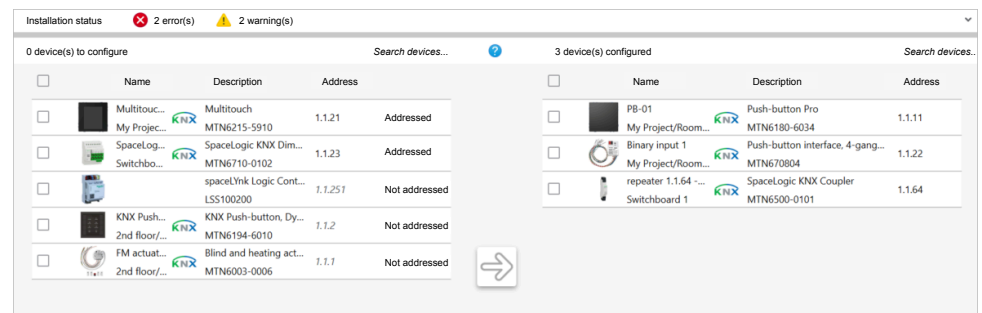 Installation status 2 error(s) 2 warning(s)
0 device(s) to configure Search devices... 3 device(s) configured Search devices..
Name Description Address Name Description Address
Multitouc... KNX Multitouch 1.1.21 Addressed
My Projec... MTN6215-5910
SpaceLog... KNX SpaceLogic KNX Dim... 1.1.23 Addressed
Switchbo... MTN6710-0102
spaceLYnk Logic Cont... 1.1.251 Not addressed
LSS100200
KNX Push... KNX KNX Push-button, Dy... 1.1.2 Not addressed
2nd floor/... MTN6194-6010
FM actuat... KNX Blind and heating act... 1.1.1 Not addressed
2nd floor/... MTN6003-0006
PB-01 KNX Push-button Pro 1.1.11
My Project/Room... MTN6180-6034
Binary input 1 KNX Push-button interface, 4-gang... 1.1.22
My Project/Room... MTN670804
repeater 1.1.64 -... KNX SpaceLogic KNX Coupler 1.1.64
Switchboard 1 MTN6500-0101